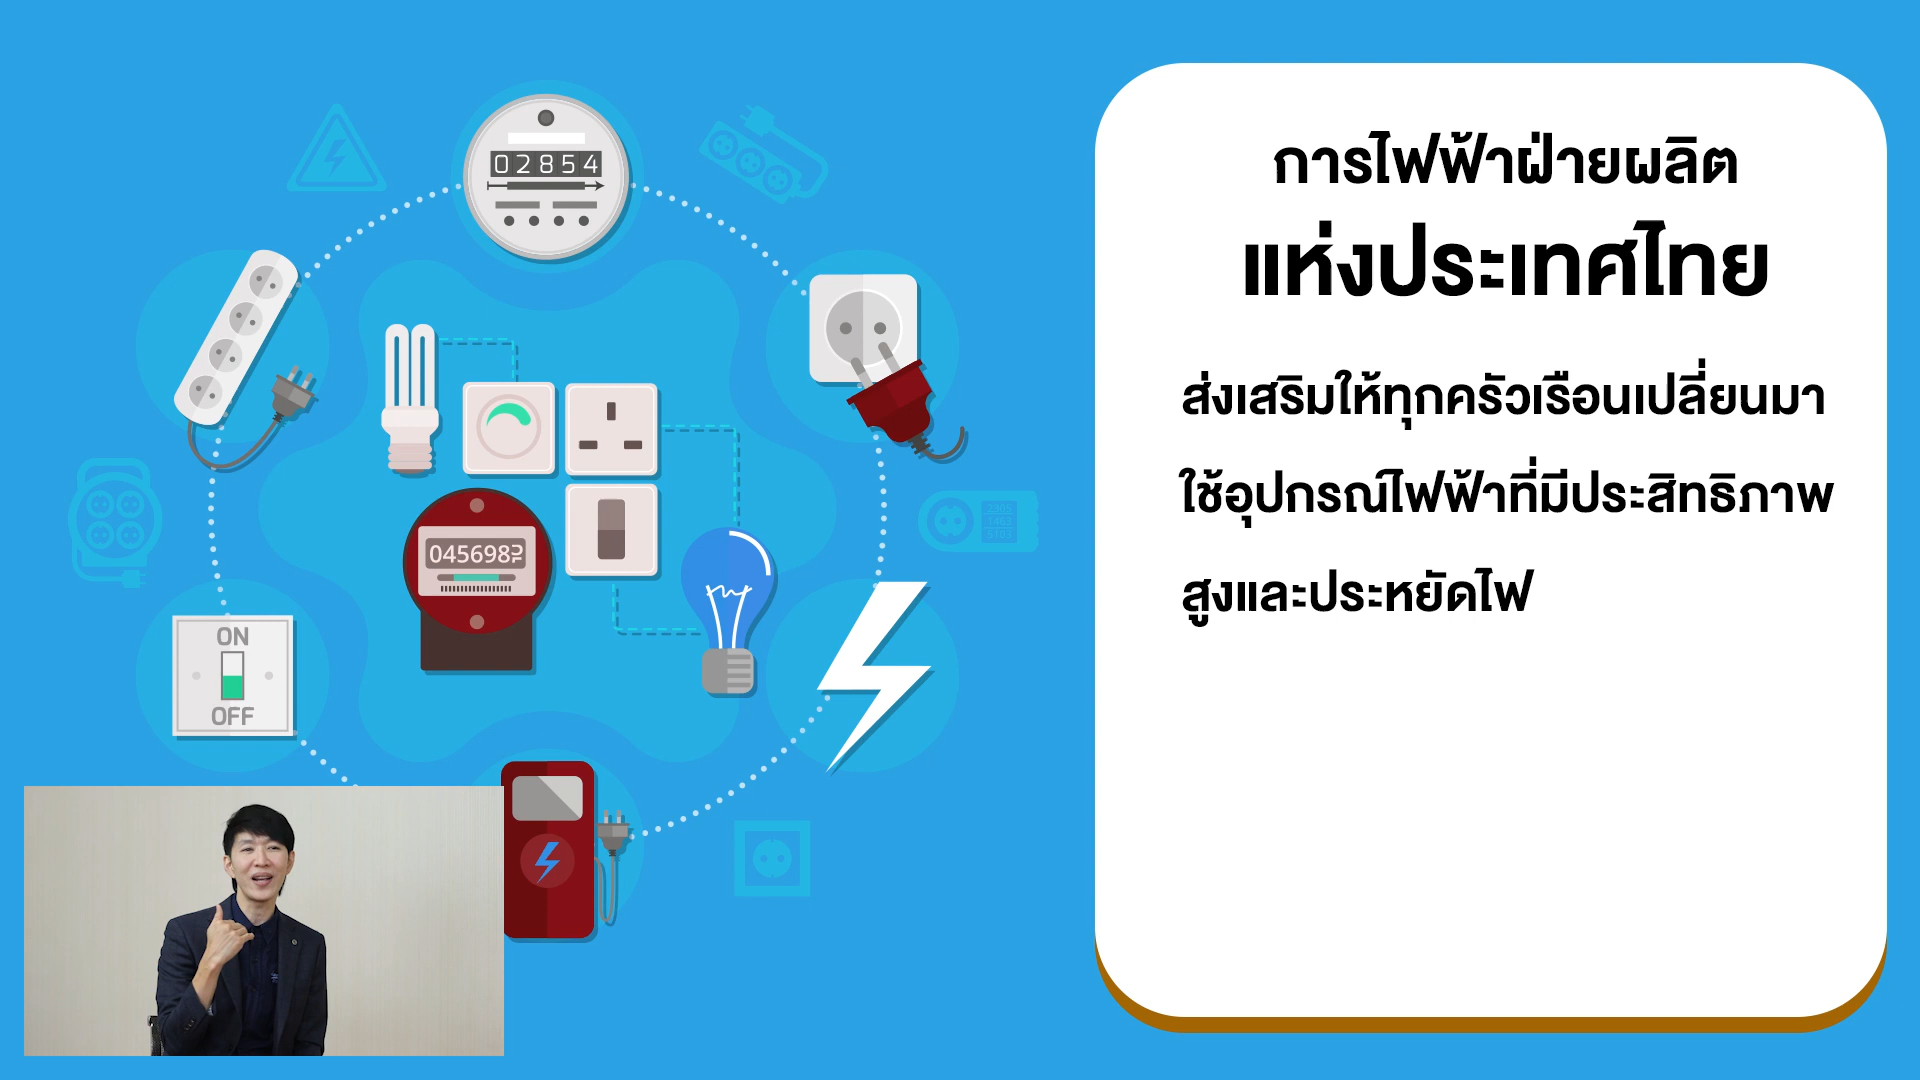 02854
045698
ON
OFF
2905
7463
5107
การไฟฟ้าฝ่ายผลิต
แห่งประเทศไทย
ส่งเสริมให้ทุกครัวเรือนเปลี่ยนมา
ใช้อุปกรณ์ไฟฟ้าที่มีประสิทธิภาพ
สูงและประหยัดไฟ